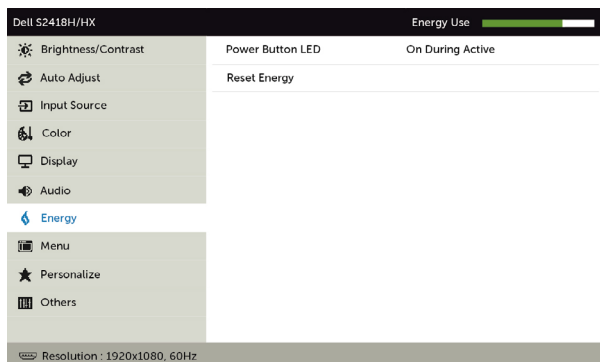 Dell S2418H/HX Energy Use
Brightness/Contrast Power Button LED On During Active
Auto Adjust Reset Energy
Input Source
Color
Display
Audio
Energy
Menu
Personalize
Others
Resolution : 1920x1080, 60Hz